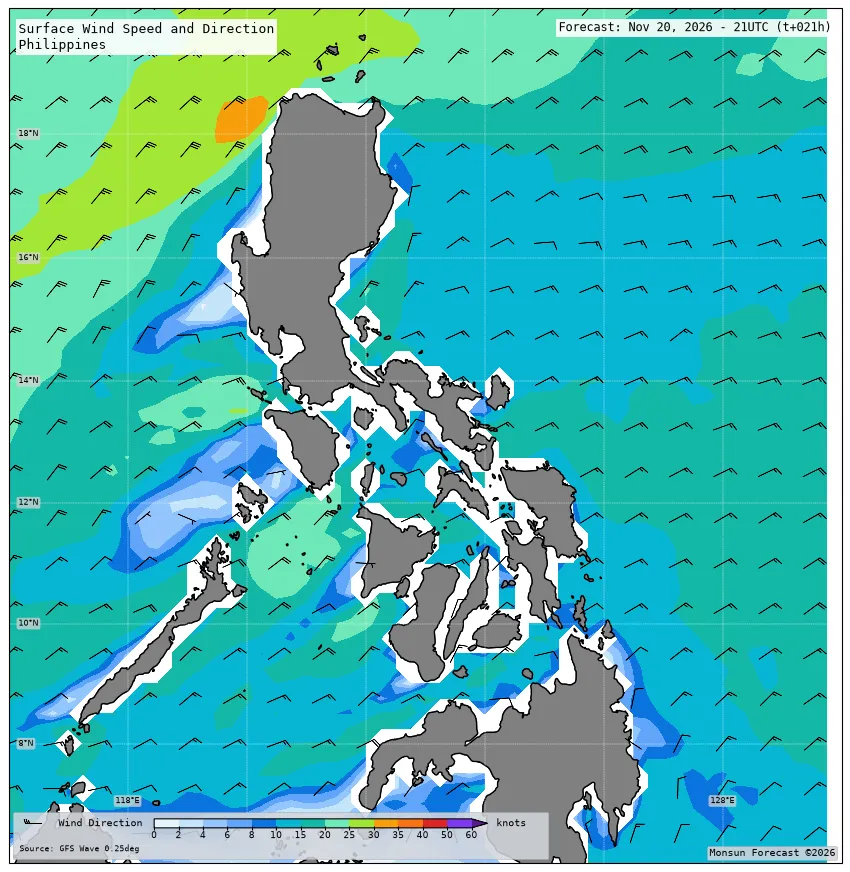 Surface Wind Speed and Direction
Philippines
Forecast: Nov 20, 2026 - 21UTC (t+021h)
18°N
16°N
14°N
12°N
10°N
8°N
118°E
128°E
Wind Direction
0 2 4 6 8 10 15 20 25 30 35 40 50 60
knots
Source: GFS Wave 0.25deg
Monsun Forecast ©2026